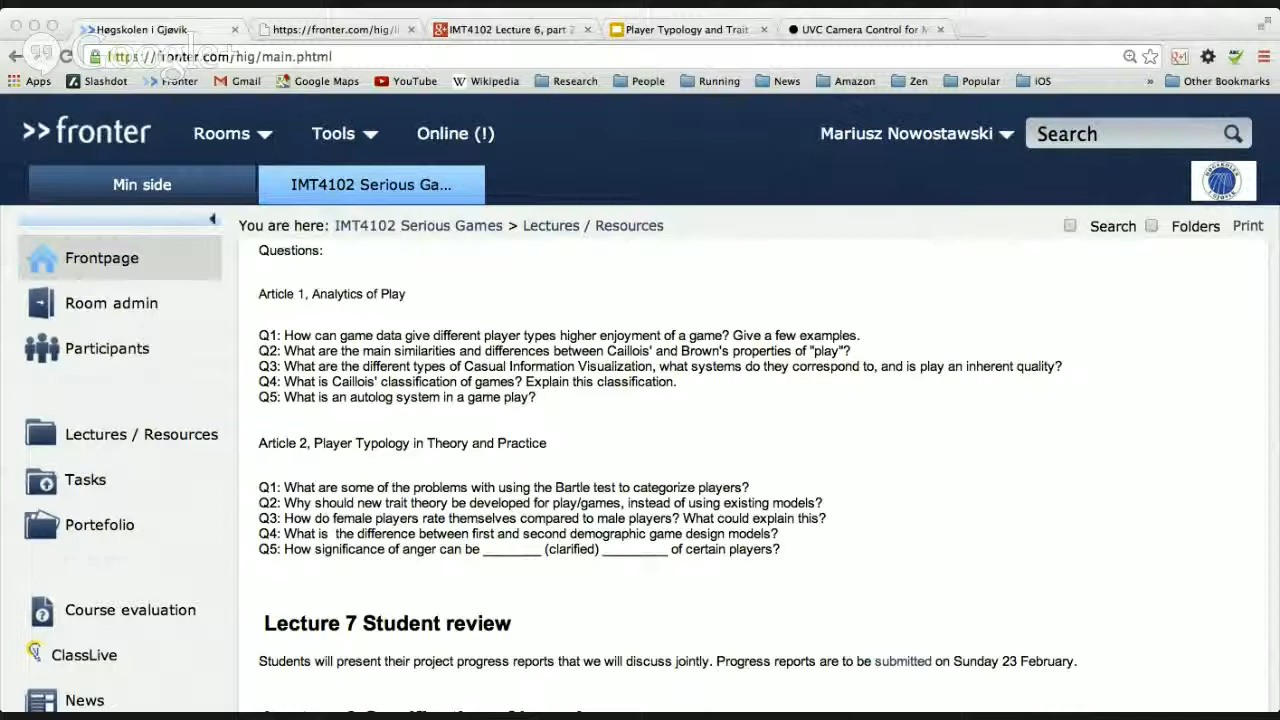 Høgskolen i Gjøvik
https://fronter.com/hig/li
IMT4102 Lecture 6, part 2
Player Typology and Trait
UVC Camera Control for M
Google+
https://fronter.com/hig/main.phtml
Apps Slashdot Fronter Gmail Google Maps YouTube Wikipedia Research People Running News Amazon Zen Popular iOS » Other Bookmarks
>>fronter Rooms Tools Online (!) Mariusz Nowostawski Search
Min side IMT4102 Serious Ga...
You are here: IMT4102 Serious Games > Lectures / Resources Search Folders Print
Frontpage
Room admin
Participants
Lectures / Resources
Tasks
Portefolio
Course evaluation
ClassLive
News
Questions:
Article 1, Analytics of Play
Q1: How can game data give different player types higher enjoyment of a game? Give a few examples.
Q2: What are the main similarities and differences between Caillois' and Brown's properties of "play"?
Q3: What are the different types of Casual Information Visualization, what systems do they correspond to, and is play an inherent quality?
Q4: What is Caillois' classification of games? Explain this classification.
Q5: What is an autolog system in a game play?
Article 2, Player Typology in Theory and Practice
Q1: What are some of the problems with using the Bartle test to categorize players?
Q2: Why should new trait theory be developed for play/games, instead of using existing models?
Q3: How do female players rate themselves compared to male players? What could explain this?
Q4: What is  the difference between first and second demographic game design models?
Q5: How significance of anger can be ________ (clarified) _________ of certain players?
Lecture 7 Student review
Students will present their project progress reports that we will discuss jointly. Progress reports are to be submitted on Sunday 23 February.